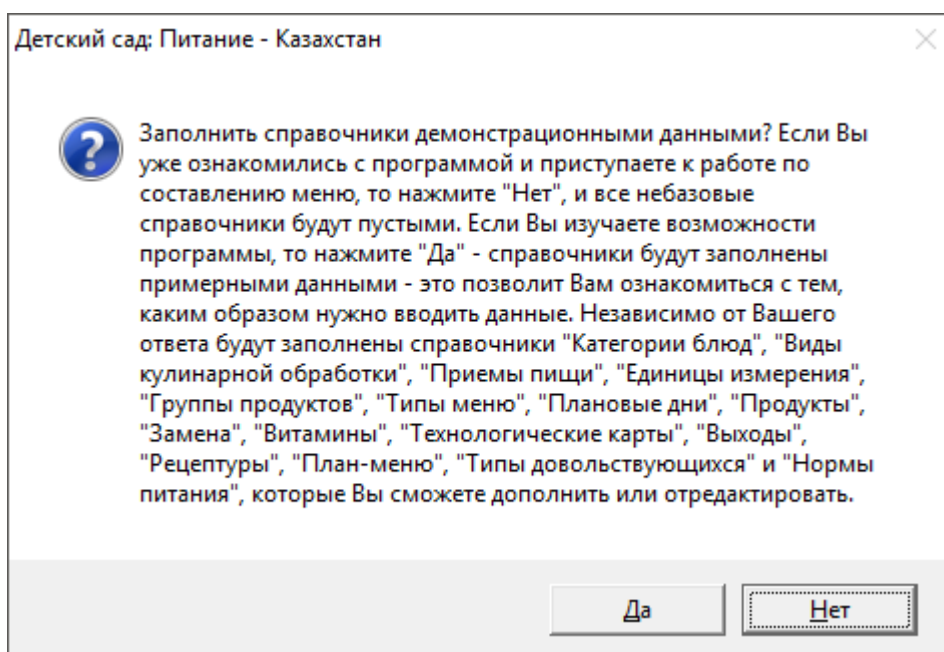 Детский сад: Питание - Казахстан
Заполнить справочники демонстрационными данными? Если Вы
уже ознакомились с программой и приступаете к работе по
составлению меню, то нажмите "Нет", и все небазовые
справочники будут пустыми. Если Вы изучаете возможности
программы, то нажмите "Да" - справочники будут заполнены
примерными данными - это позволит Вам ознакомиться с тем,
каким образом нужно вводить данные. Независимо от Вашего
ответа будут заполнены справочники "Категории блюд", "Виды
кулинарной обработки", "Приемы пищи", "Единицы измерения",
"Группы продуктов", "Типы меню", "Плановые дни", "Продукты",
"Замена", "Витамины", "Технологические карты", "Выходы",
"Рецептуры", "План-меню", "Типы довольствующихся" и "Нормы
питания", которые Вы сможете дополнить или отредактировать.
Да
Нет